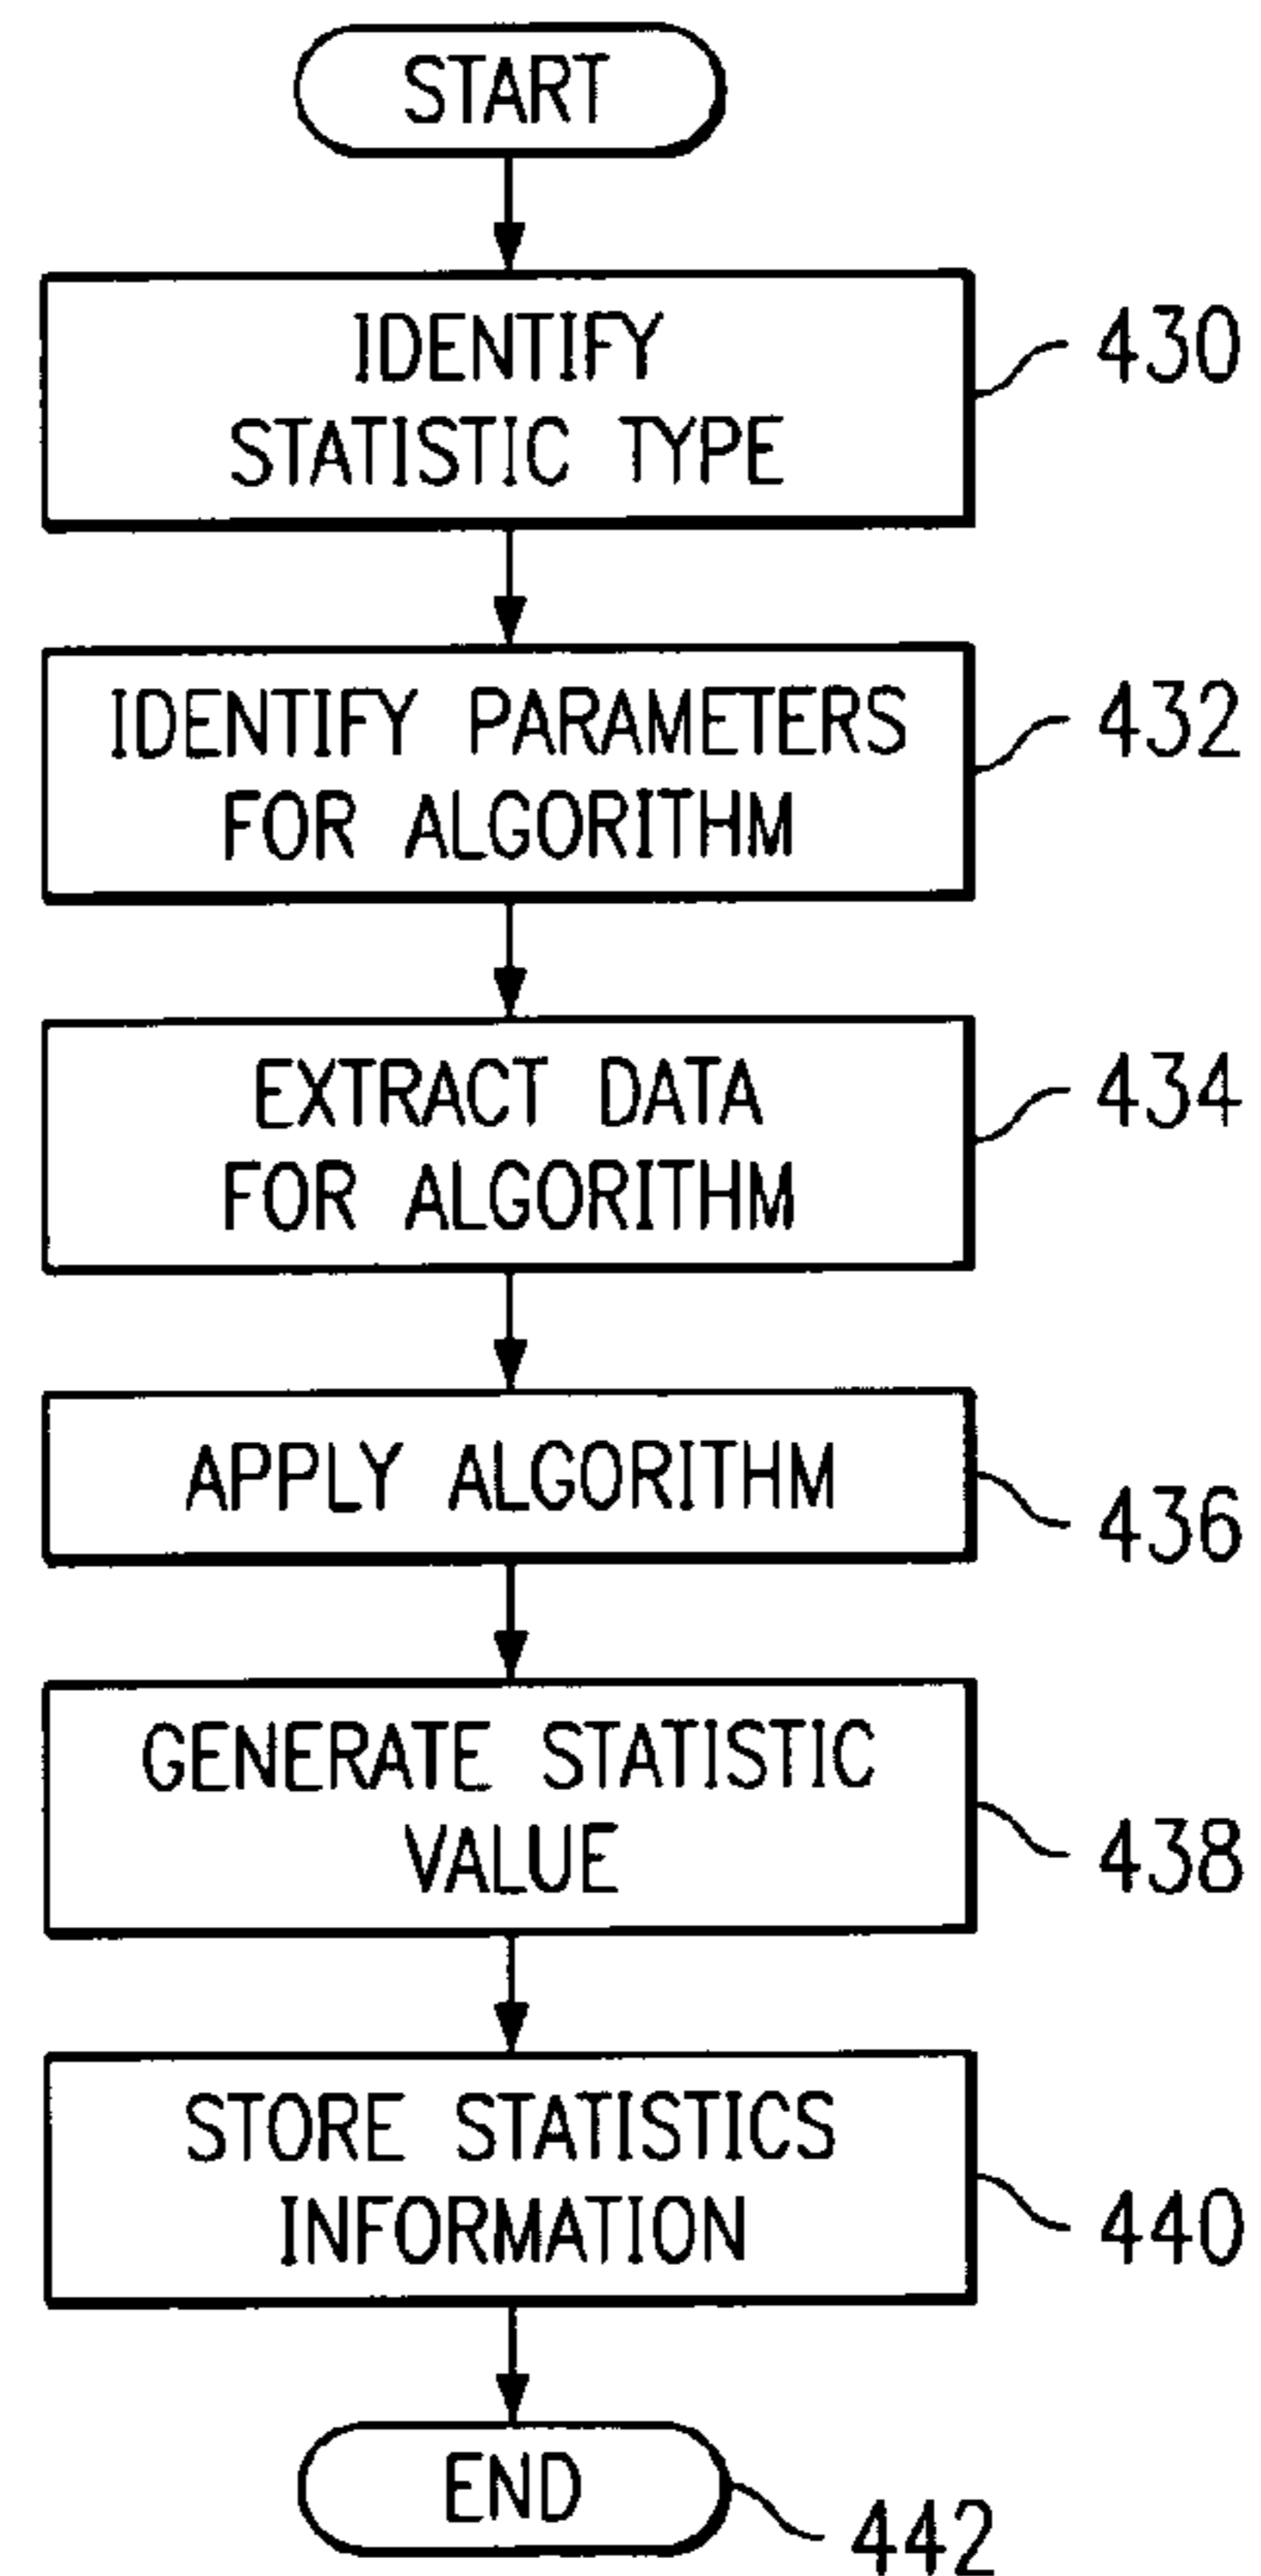 START
IDENTIFY
STATISTIC TYPE
430
IDENTIFY PARAMETERS
FOR ALGORITHM
432
EXTRACT DATA
FOR ALGORITHM
434
APPLY ALGORITHM
436
GENERATE STATISTIC
VALUE
438
STORE STATISTICS
INFORMATION
440
END
442